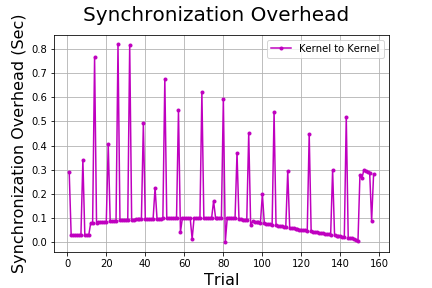 Synchronization Overhead
Synchronization Overhead (Sec)
Kernel to Kernel
0.8
0.7
0.6
0.5
0.4
0.3
0.2
0.1
0.0
0 20 40 60 80 100 120 140 160
Trial